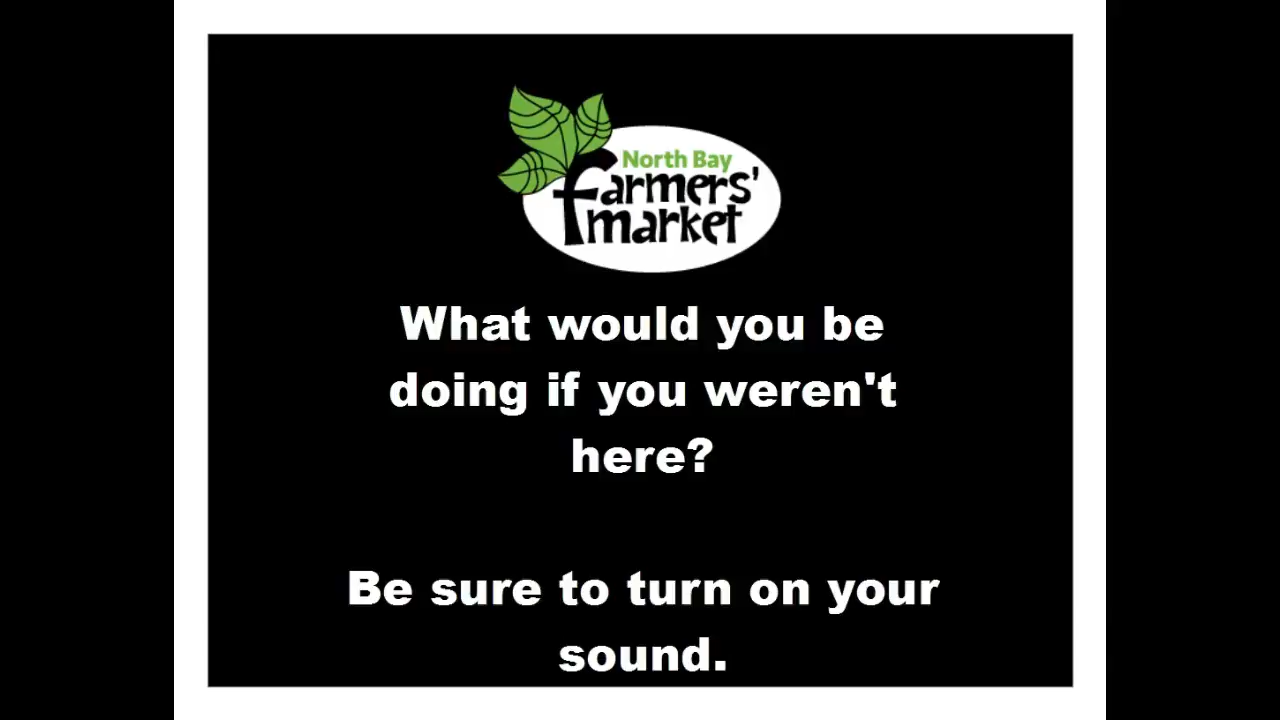 North Bay
farmers'
market
What would you be
doing if you weren't
here?
Be sure to turn on your
sound.